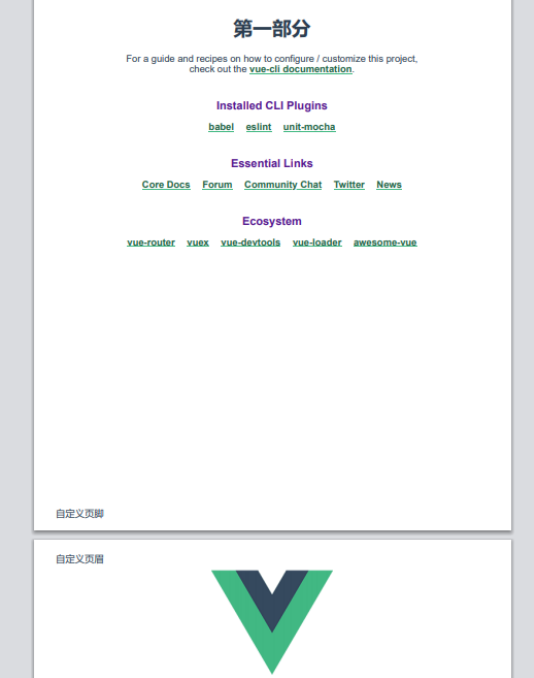 第一部分
For a guide and recipes on how to configure / customize this project,
check out the vue-cli documentation.
Installed CLI Plugins
babel eslint unit-mocha
Essential Links
Core Docs Forum Community Chat Twitter News
Ecosystem
vue-router vuex vue-devtools vue-loader awesome-vue
自定义页脚
自定义页眉